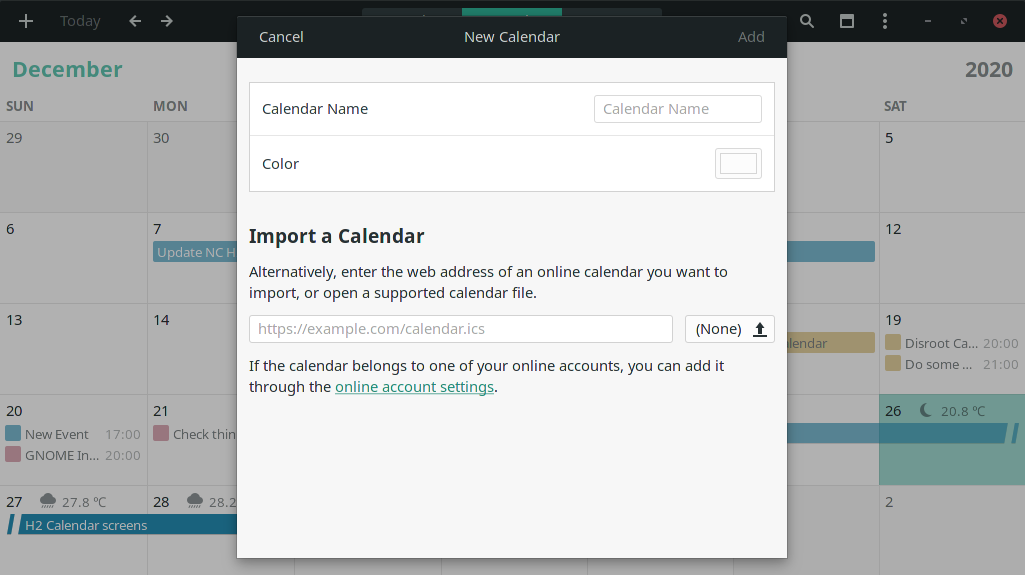 Today
Cancel New Calendar Add
December 2020
SUN MON SAT
Calendar Name Calendar Name
29 30 5
Color
6 7 12
Import a Calendar
Update NC H
Alternatively, enter the web address of an online calendar you want to
import, or open a supported calendar file.
13 14 19
https://example.com/calendar.ics (None)
Disroot Ca... 20:00
Do some ... 21:00
If the calendar belongs to one of your online accounts, you can add it
through the online account settings.
20 21 26 20.8 °C
New Event 17:00 Check thin
GNOME In... 20:00
27 27.8 °C 28 28.2 2
H2 Calendar screens